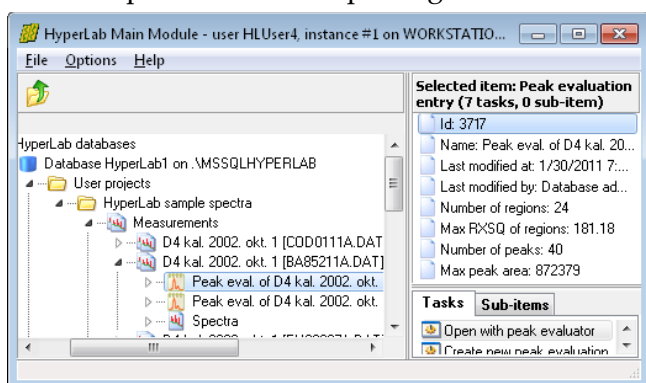 HyperLab Main Module - user HLUser4, instance #1 on WORKSTATIO...
File Options Help
HyperLab databases
Database HyperLab1 on .\MSSQLHYPERLAB
User projects
HyperLab sample spectra
Measurements
D4 kal. 2002. okt. 1 [COD0111A.DAT
D4 kal. 2002. okt. 1 [BA85211A.DAT]
Peak eval. of D4 kal. 2002. okt.
Peak eval. of D4 kal. 2002. okt.
Spectra
Selected item: Peak evaluation
entry (7 tasks, 0 sub-item)
Id: 3717
Name: Peak eval. of D4 kal. 20...
Last modified at: 1/30/2011 7:...
Last modified by: Database ad...
Number of regions: 24
Max RXSQ of regions: 181.18
Number of peaks: 40
Max peak area: 872379
Tasks Sub-items
Open with peak evaluator
Create new peak evaluation